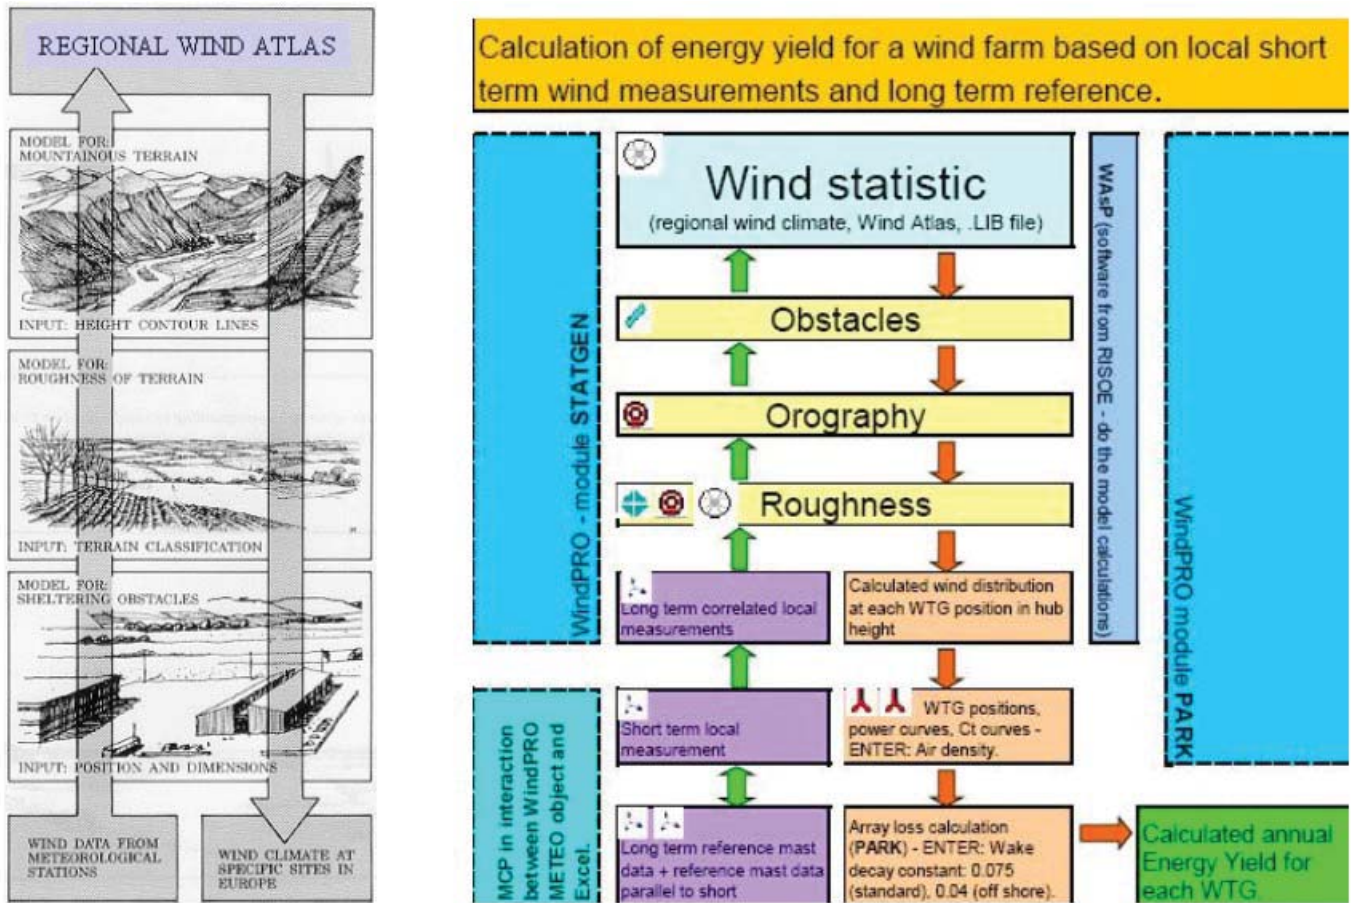 REGIONAL WIND ATLAS
MODEL FOR:
MOUNTAINOUS TERRAIN
INPUT: HEIGHT CONTOUR LINES
MODEL FOR:
ROUGHNESS OF TERRAIN
INPUT: TERRAIN CLASSIFICATION
MODEL FOR:
SHELTERING OBSTACLES
INPUT: POSITION AND DIMENSIONS
WIND DATA FROM
METEOROLOGICAL
STATIONS
WIND CLIMATE AT
SPECIFIC SITES IN
EUROPE
Calculation of energy yield for a wind farm based on local short
term wind measurements and long term reference.
WindPRO - module STATGEN
Wind statistic
(regional wind climate, Wind Atlas, .LIB file)
Obstacles
Orography
Roughness
Long term correlated local
measurements
Calculated wind distribution
at each WTG position in hub
height
WAsP (software from RISOE - do the model calculations)
WindPRO module PARK
MCP in interaction
between WindPRO
METEO object and
Excel.
Short term local
measurement
WTG positions,
power curves, Ct curves -
ENTER: Air density.
Long term reference mast
data + reference mast data
parallel to short
Array loss calculation
(PARK) - ENTER: Wake
decay constant: 0.075
(standard), 0.04 (off shore).
Calculated annual
Energy Yield for
each WTG.